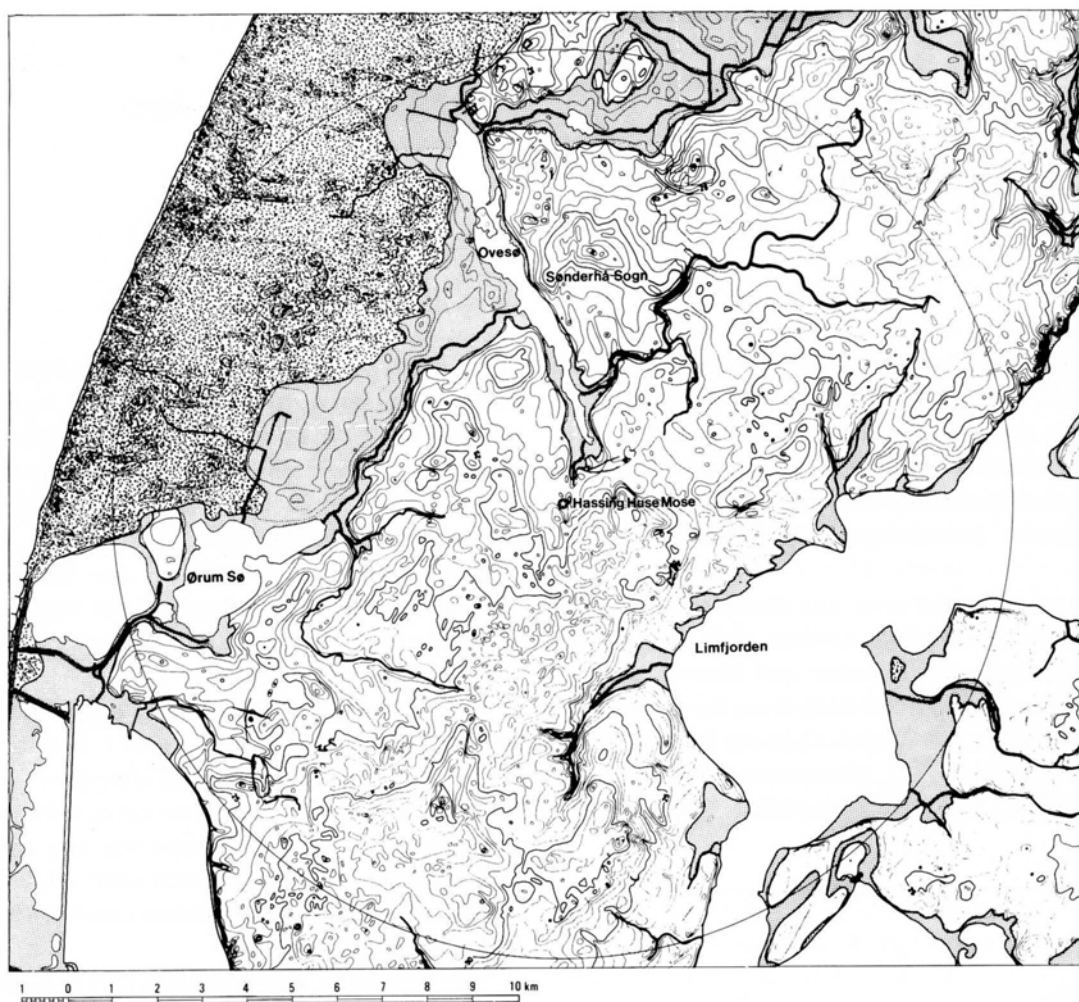 Ovesø
Sønderhå Sogn
Hassing Huse Mose
Ørum Sø
Limfjorden
1 0 1 2 3 4 5 6 7 8 9 10 km